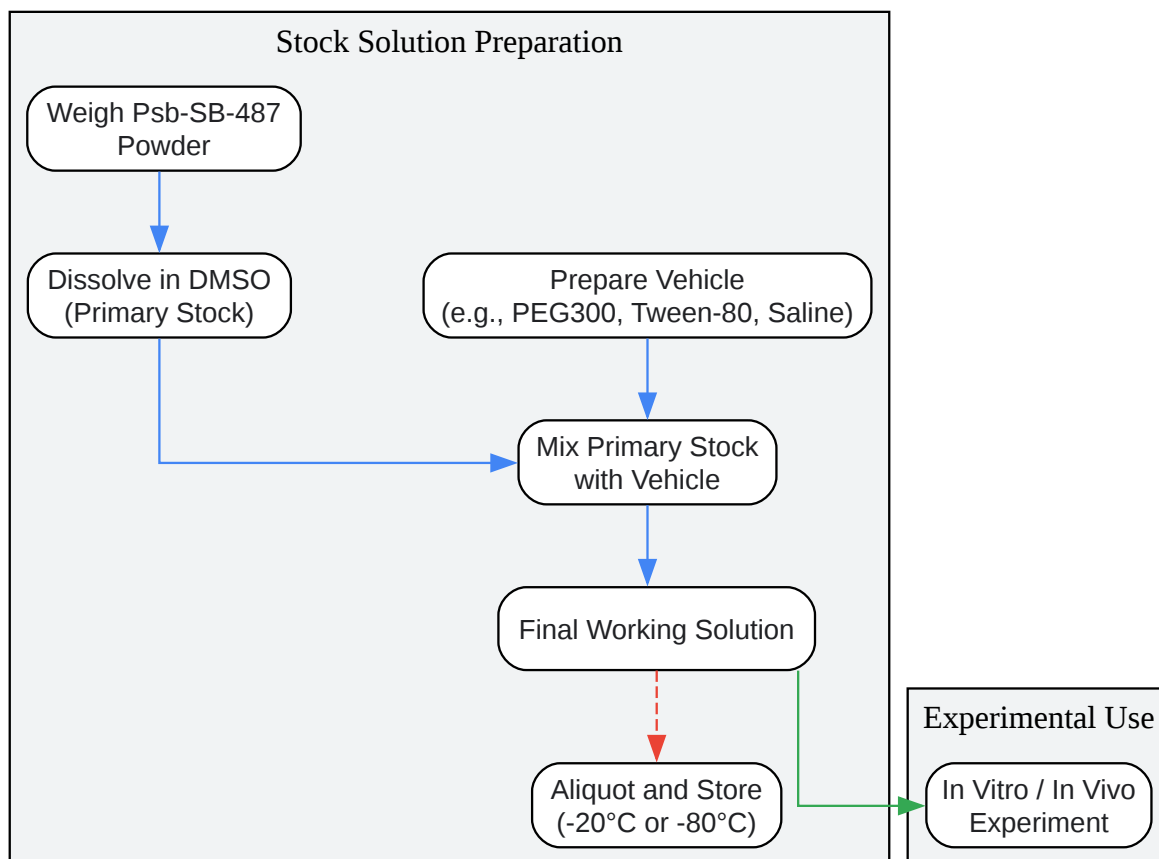 Stock Solution Preparation
Weigh Psb-SB-487
Powder
Dissolve in DMSO
(Primary Stock)
Prepare Vehicle
(e.g., PEG300, Tween-80, Saline)
Mix Primary Stock
with Vehicle
Final Working Solution
Aliquot and Store
(-20°C or -80°C)
Experimental Use
In Vitro / In Vivo
Experiment